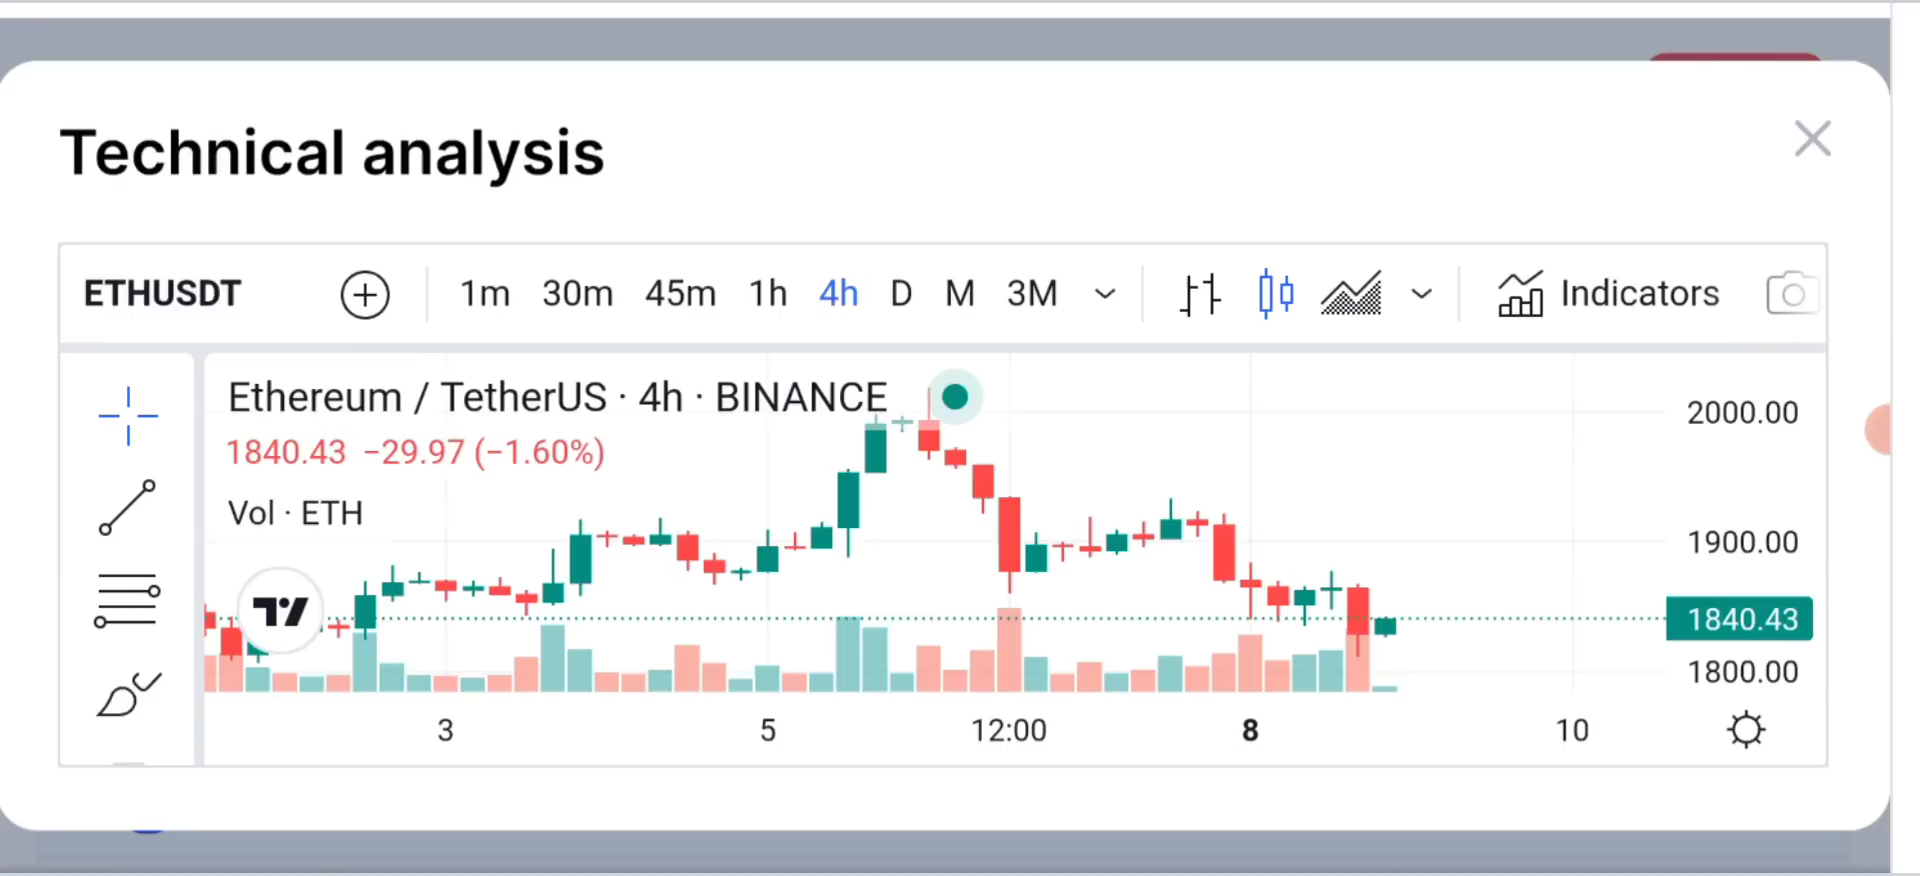 Technical analysis
ETHUSDT 1m 30m 45m 1h 4h D M 3M Indicators
Ethereum / TetherUS · 4h · BINANCE
1840.43 −29.97 (−1.60%)
Vol · ETH
2000.00
1900.00
1840.43
1800.00
3 5 12:00 8 10